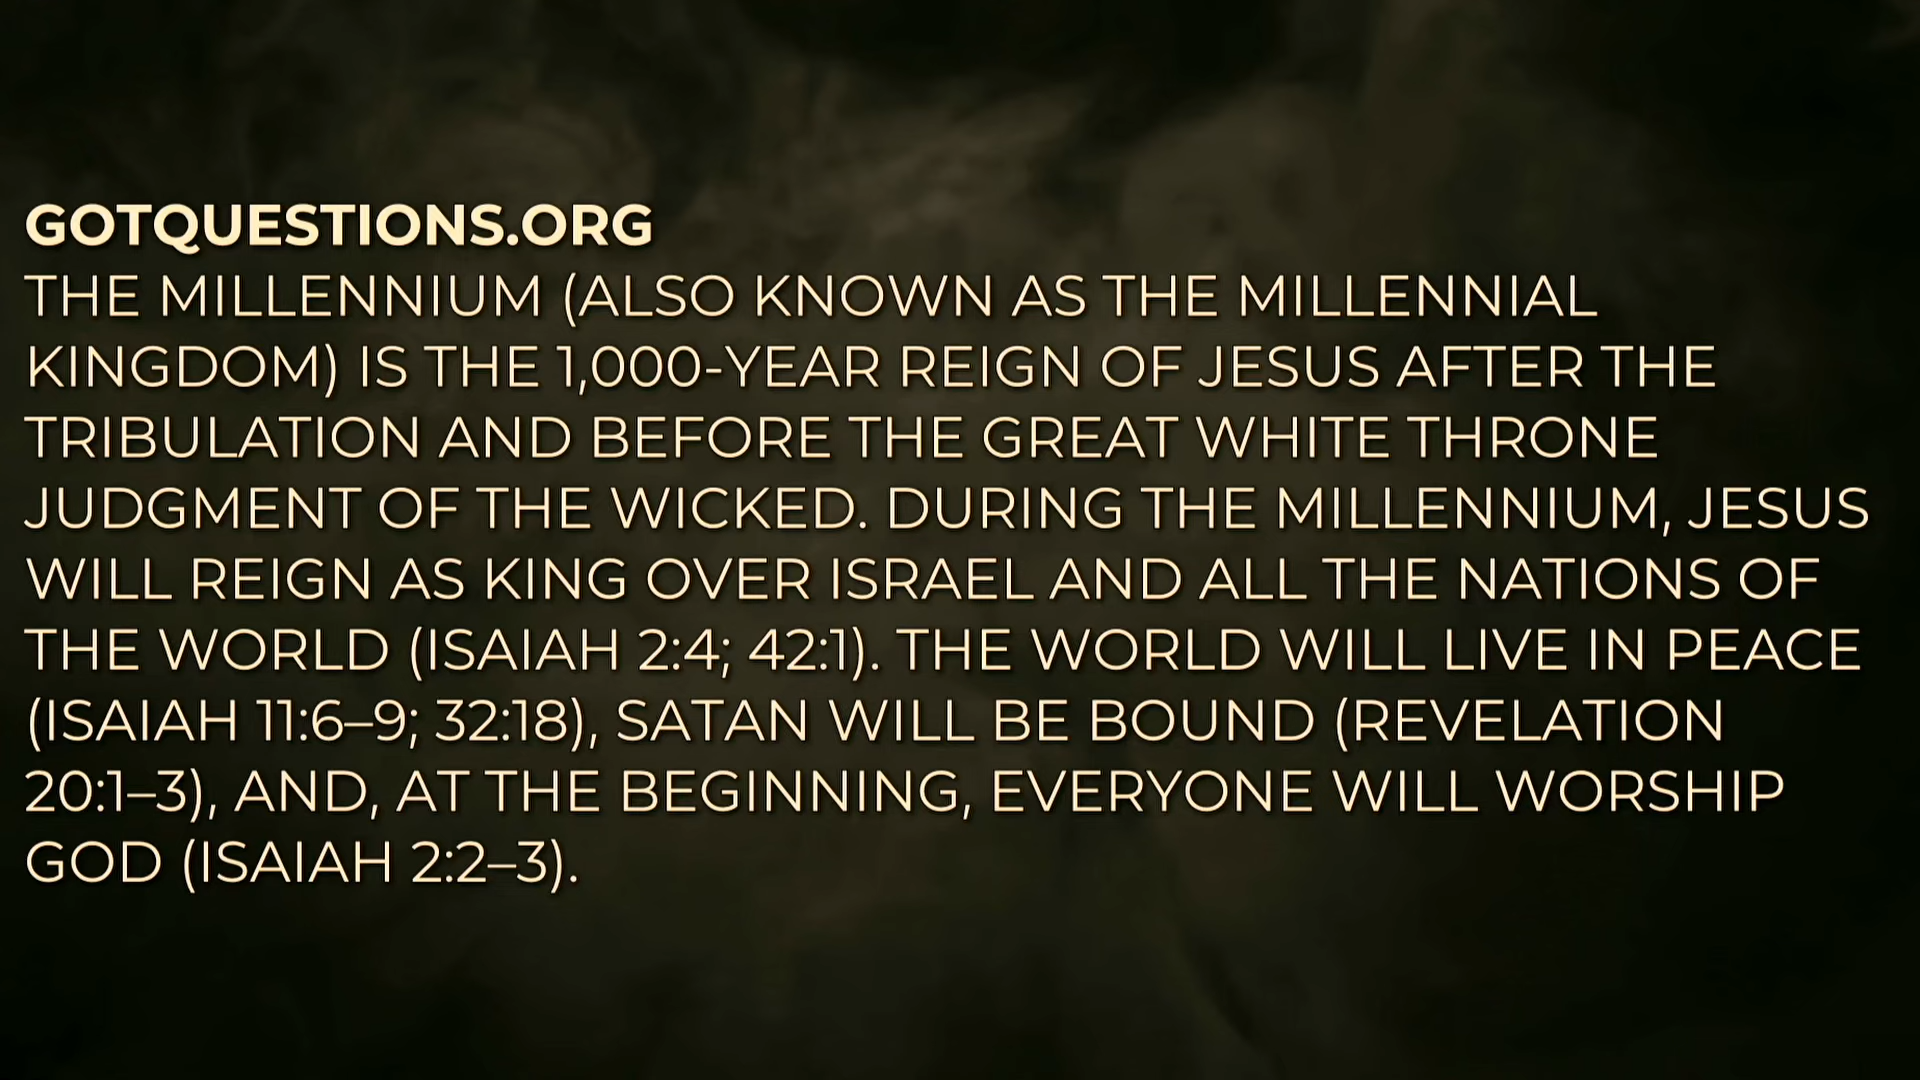 GOTQUESTIONS.ORG
THE MILLENNIUM (ALSO KNOWN AS THE MILLENNIAL
KINGDOM) IS THE 1,000-YEAR REIGN OF JESUS AFTER THE
TRIBULATION AND BEFORE THE GREAT WHITE THRONE
JUDGMENT OF THE WICKED. DURING THE MILLENNIUM, JESUS
WILL REIGN AS KING OVER ISRAEL AND ALL THE NATIONS OF
THE WORLD (ISAIAH 2:4; 42:1). THE WORLD WILL LIVE IN PEACE
(ISAIAH 11:6–9; 32:18), SATAN WILL BE BOUND (REVELATION
20:1–3), AND, AT THE BEGINNING, EVERYONE WILL WORSHIP
GOD (ISAIAH 2:2–3).